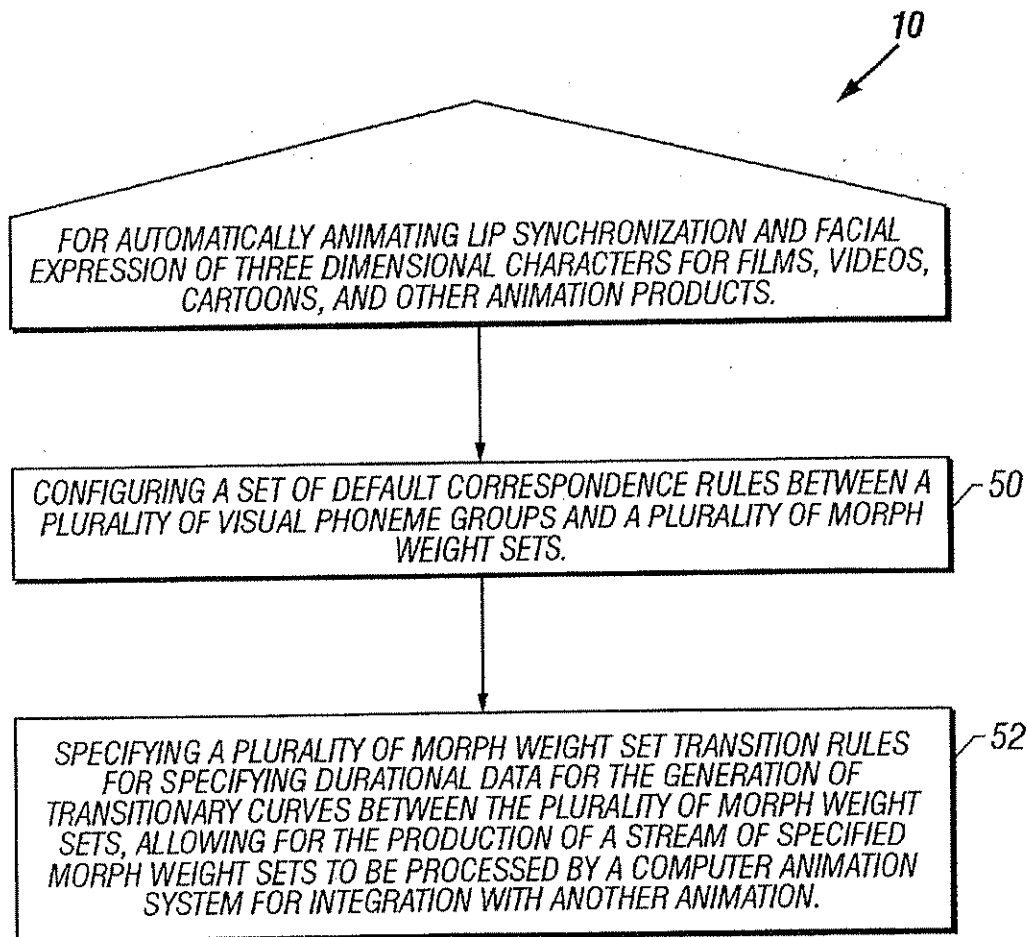 10
FOR AUTOMATICALLY ANIMATING LIP SYNCHRONIZATION AND FACIAL
EXPRESSION OF THREE DIMENSIONAL CHARACTERS FOR FILMS, VIDEOS,
CARTOONS, AND OTHER ANIMATION PRODUCTS.
CONFIGURING A SET OF DEFAULT CORRESPONDENCE RULES BETWEEN A
PLURALITY OF VISUAL PHONEME GROUPS AND A PLURALITY OF MORPH
WEIGHT SETS.
50
SPECIFYING A PLURALITY OF MORPH WEIGHT SET TRANSITION RULES
FOR SPECIFYING DURATIONAL DATA FOR THE GENERATION OF
TRANSITIONARY CURVES BETWEEN THE PLURALITY OF MORPH WEIGHT
SETS, ALLOWING FOR THE PRODUCTION OF A STREAM OF SPECIFIED
MORPH WEIGHT SETS TO BE PROCESSED BY A COMPUTER ANIMATION
SYSTEM FOR INTEGRATION WITH ANOTHER ANIMATION.
52